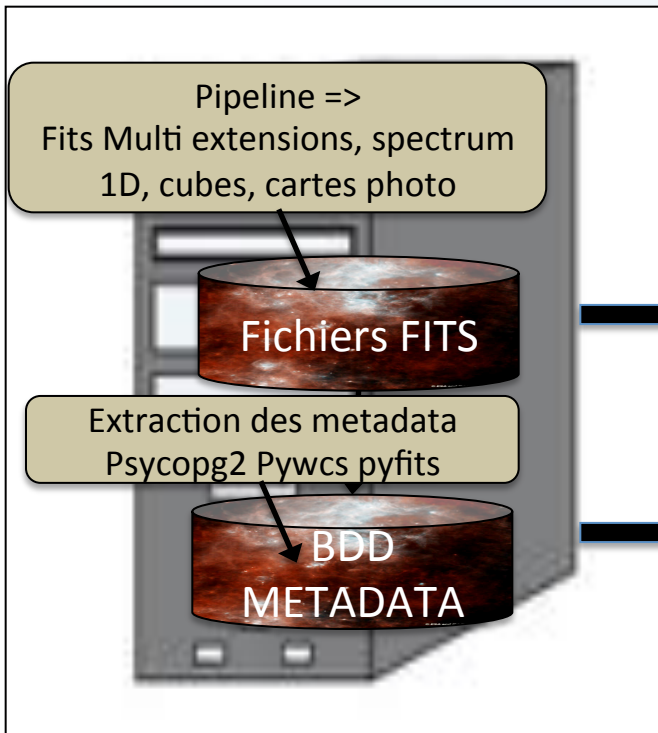 Pipeline =>
Fits Multi extensions, spectrum
1D, cubes, cartes photo
Fichiers FITS
Extraction des metadata
Psycopg2 Pywcs pyfits
BDD
METADATA